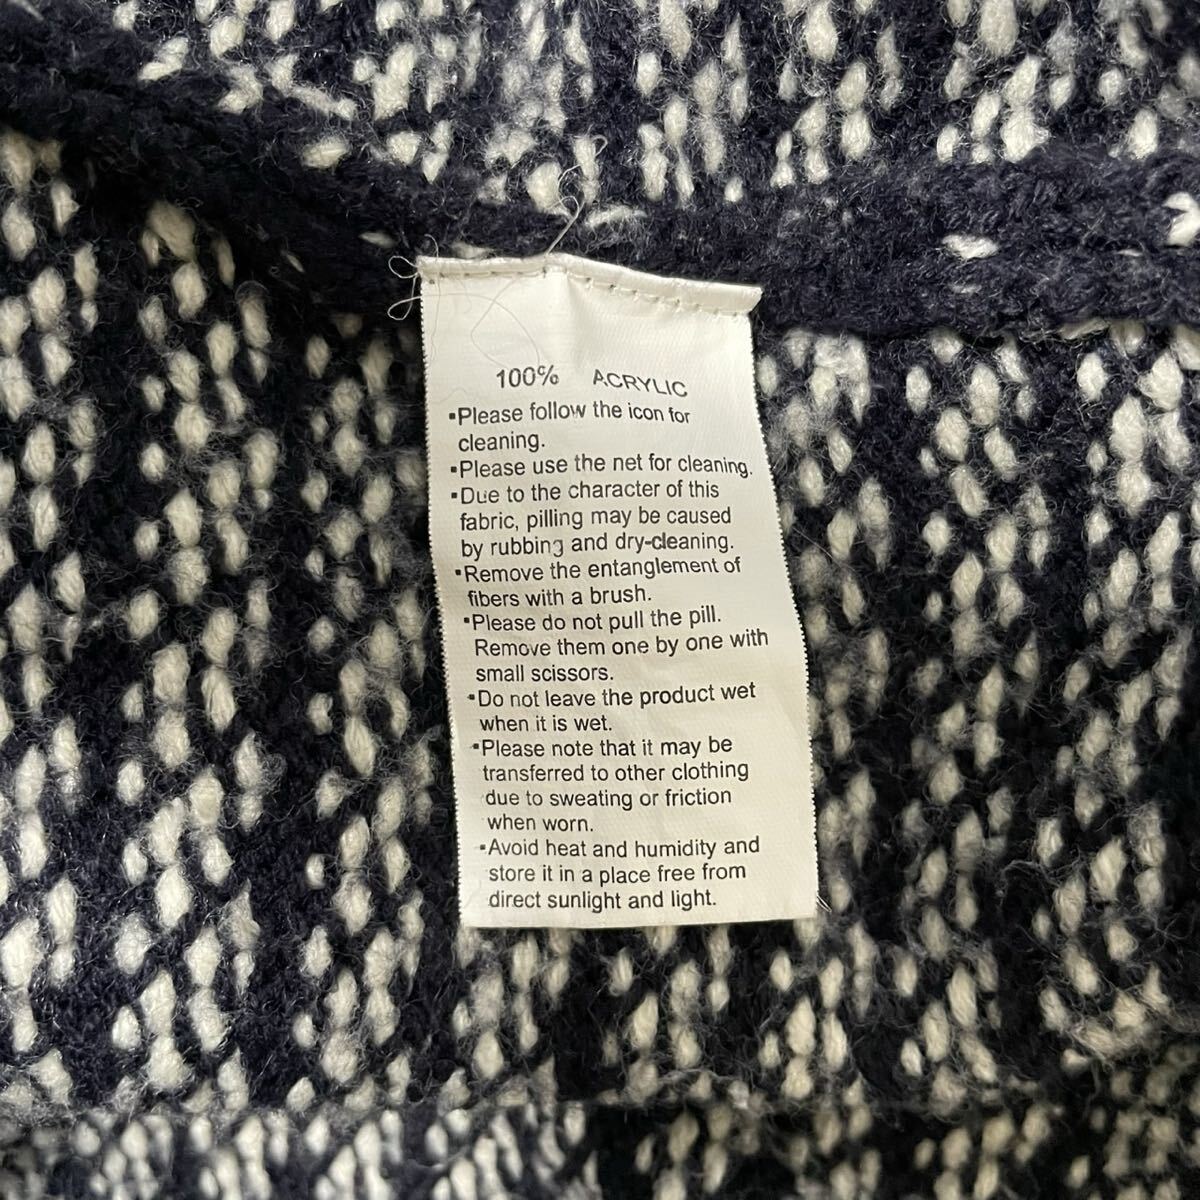 100% ACRYLIC
▪Please follow the icon for
cleaning.
▪Please use the net for cleaning.
▪Due to the character of this
fabric, pilling may be caused
by rubbing and dry-cleaning.
▪Remove the entanglement of
fibers with a brush.
▪Please do not pull the pill.
Remove them one by one with
small scissors.
▪Do not leave the product wet
when it is wet.
▪Please note that it may be
transferred to other clothing
due to sweating or friction
when worn.
▪Avoid heat and humidity and
store it in a place free from
direct sunlight and light.